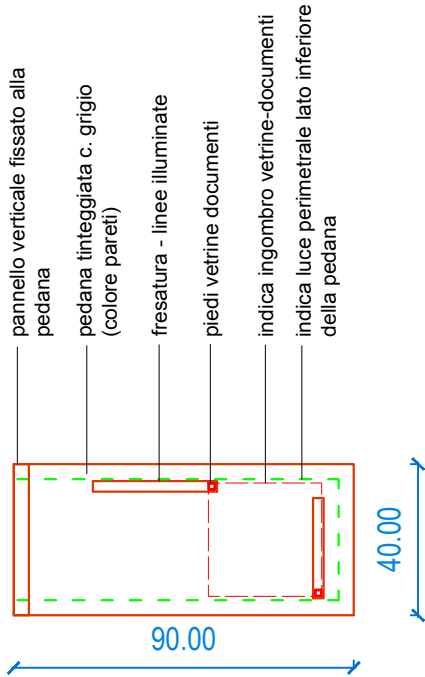 pannello verticale fissato alla
pedana
pedana tinteggiata c. grigio
(colore pareti)
fresatura - linee illuminate
piedi vetrine documenti
indica ingombro vetrine-documenti
indica luce perimetrale lato inferiore
della pedana
90.00
40.00